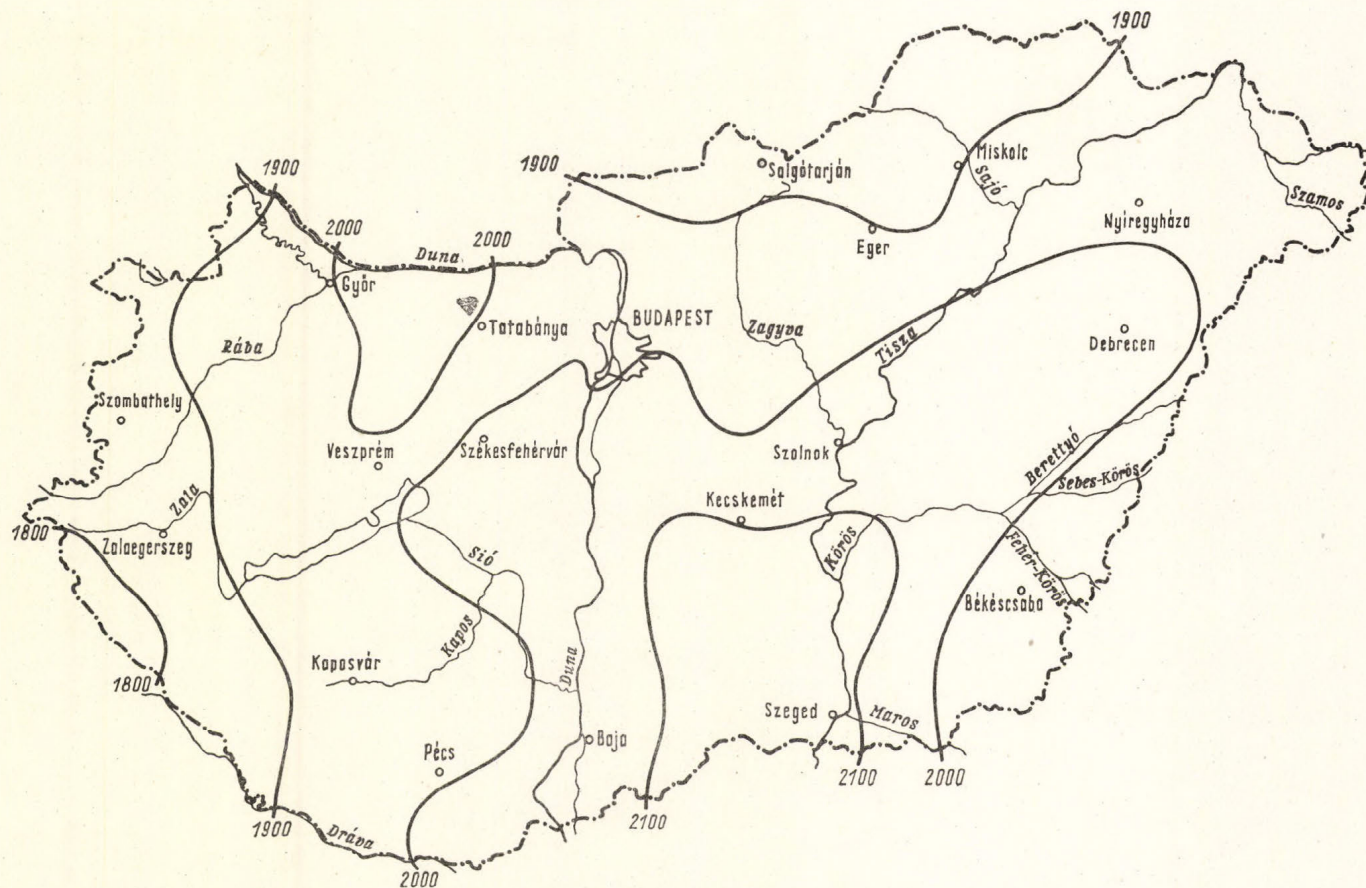 1900
1900
1900
2000
2000
Duna
Győr
Tatabánya
BUDAPEST
Salgótarján
Miskolc
Sajó
Eger
Nyíregyháza
Szamos
Rába
Zagyva
Tisza
Debrecen
Szombathely
Veszprém
Székesfehérvár
Szolnok
Berettyó
Sebes-Körös
Kecskemét
Zala
1800
Zalaegerszeg
Sió
Körös
Fehér-Körös
Békéscsaba
Kapos
Kaposvár
1800
Duna
Szeged
Maros
Baja
Pécs
2100
2000
2100
1900
Dráva
2000